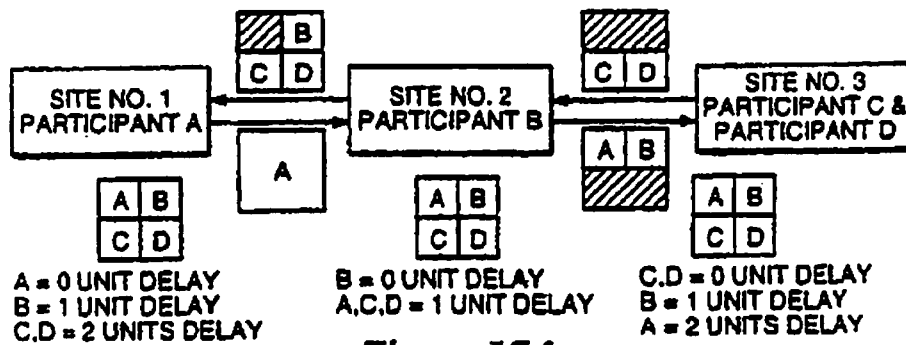 B
C D
C D
SITE NO. 1
PARTICIPANT A
SITE NO. 2
PARTICIPANT B
SITE NO. 3
PARTICIPANT C &
PARTICIPANT D
A
A B
A B
C D
A B
C D
A B
C D
A = 0 UNIT DELAY
B = 1 UNIT DELAY
C,D = 2 UNITS DELAY
B = 0 UNIT DELAY
A,C,D = 1 UNIT DELAY
C,D = 0 UNIT DELAY
B = 1 UNIT DELAY
A = 2 UNITS DELAY